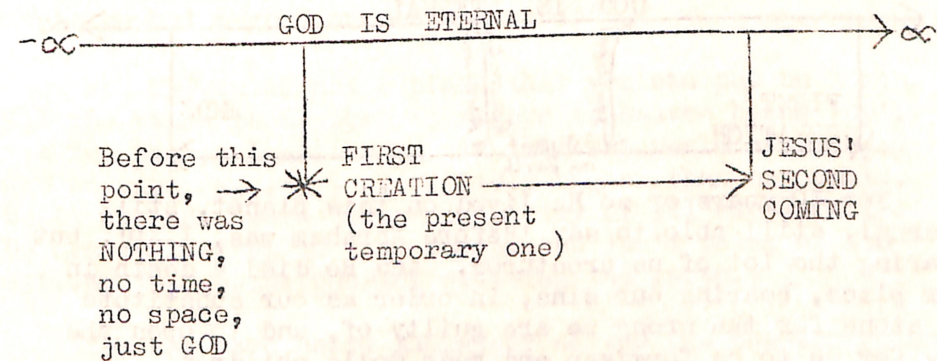 GOD IS ETERNAL
-∞ ∞
Before this
point,
there was
NOTHING,
no time,
no space,
just GOD
FIRST
CREATION
(the present
temporary one)
JESUS'
SECOND
COMING